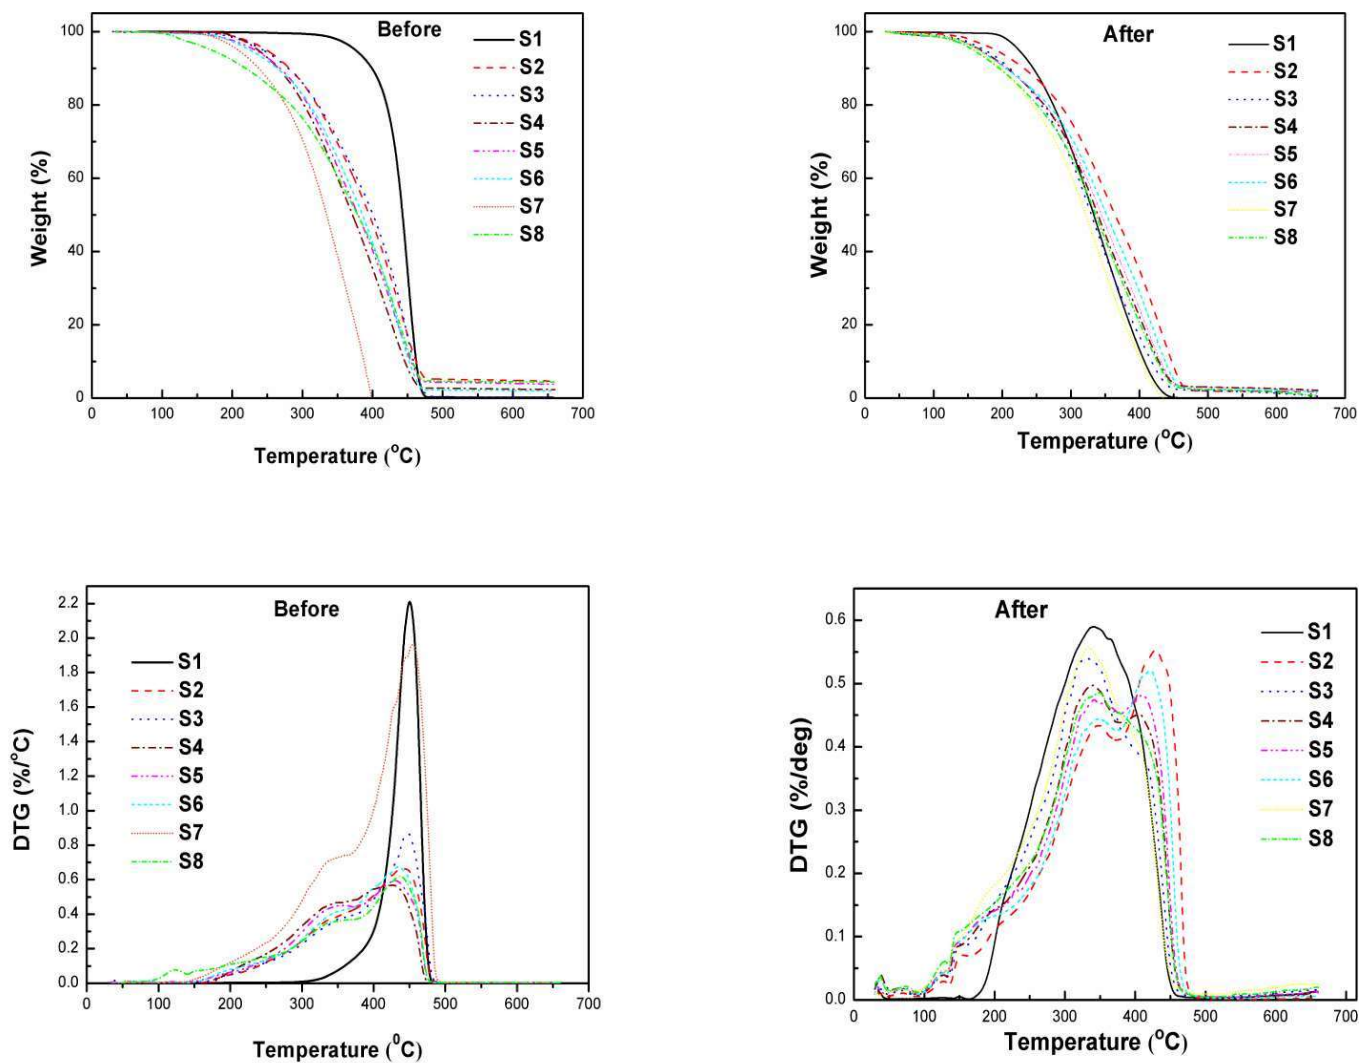 Before
100
80
60
40
20
0
Weight (%)
S1
S2
S3
S4
S5
S6
S7
S8
0 100 200 300 400 500 600 700
Temperature (°C)
After
100
80
60
40
20
0
Weight (%)
S1
S2
S3
S4
S5
S6
S7
S8
0 100 200 300 400 500 600 700
Temperature (°C)
Before
2.2
2.0
1.8
1.6
1.4
1.2
1.0
0.8
0.6
0.4
0.2
0.0
DTG (%/°C)
S1
S2
S3
S4
S5
S6
S7
S8
0 100 200 300 400 500 600 700
Temperature (⁰C)
After
0.6
0.5
0.4
0.3
0.2
0.1
0.0
DTG (%/deg)
S1
S2
S3
S4
S5
S6
S7
S8
0 100 200 300 400 500 600 700
Temperature (°C)